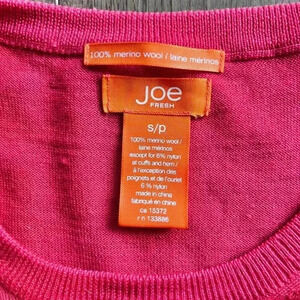 100% merino wool / laine mérinos
joe
FRESH
s/p
100% merino wool /
laine mérinos
except for 6% nylon
at cuffs and hem /
à l'exception des
poignets et de l'ourlet
6 % nylon
made in china
fabriqué en china
ca 15372
rn 133886